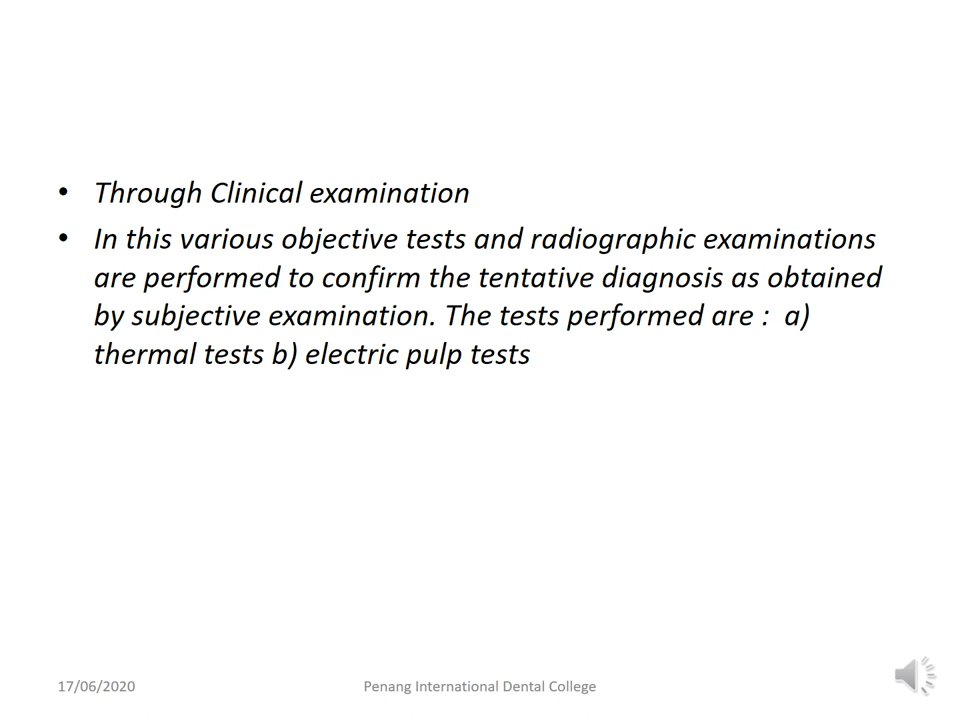 • Through Clinical examination
• In this various objective tests and radiographic examinations
are performed to confirm the tentative diagnosis as obtained
by subjective examination. The tests performed are :  a)
thermal tests b) electric pulp tests
17/06/2020
Penang International Dental College